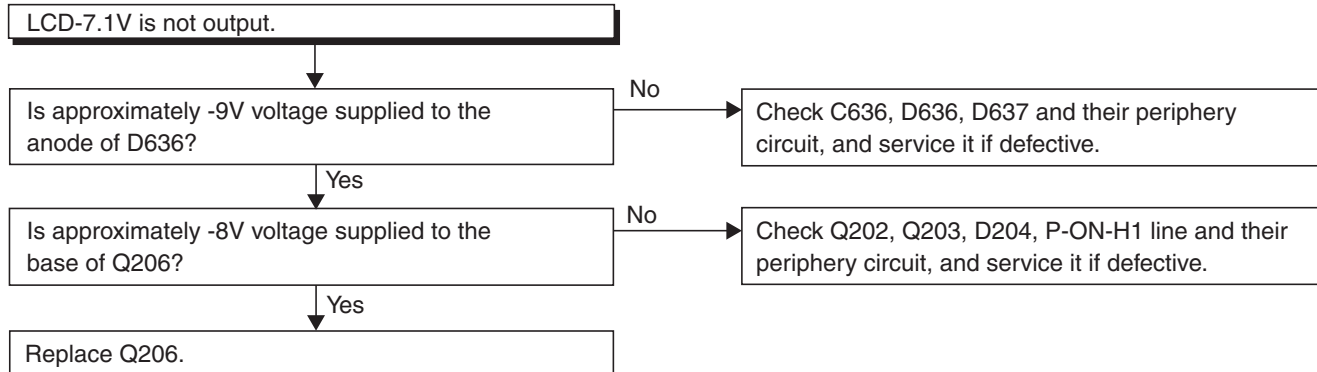 LCD-7.1V is not output.
Is approximately -9V voltage supplied to the
anode of D636?
No
Check C636, D636, D637 and their periphery
circuit, and service it if defective.
Yes
Is approximately -8V voltage supplied to the
base of Q206?
No
Check Q202, Q203, D204, P-ON-H1 line and their
periphery circuit, and service it if defective.
Yes
Replace Q206.